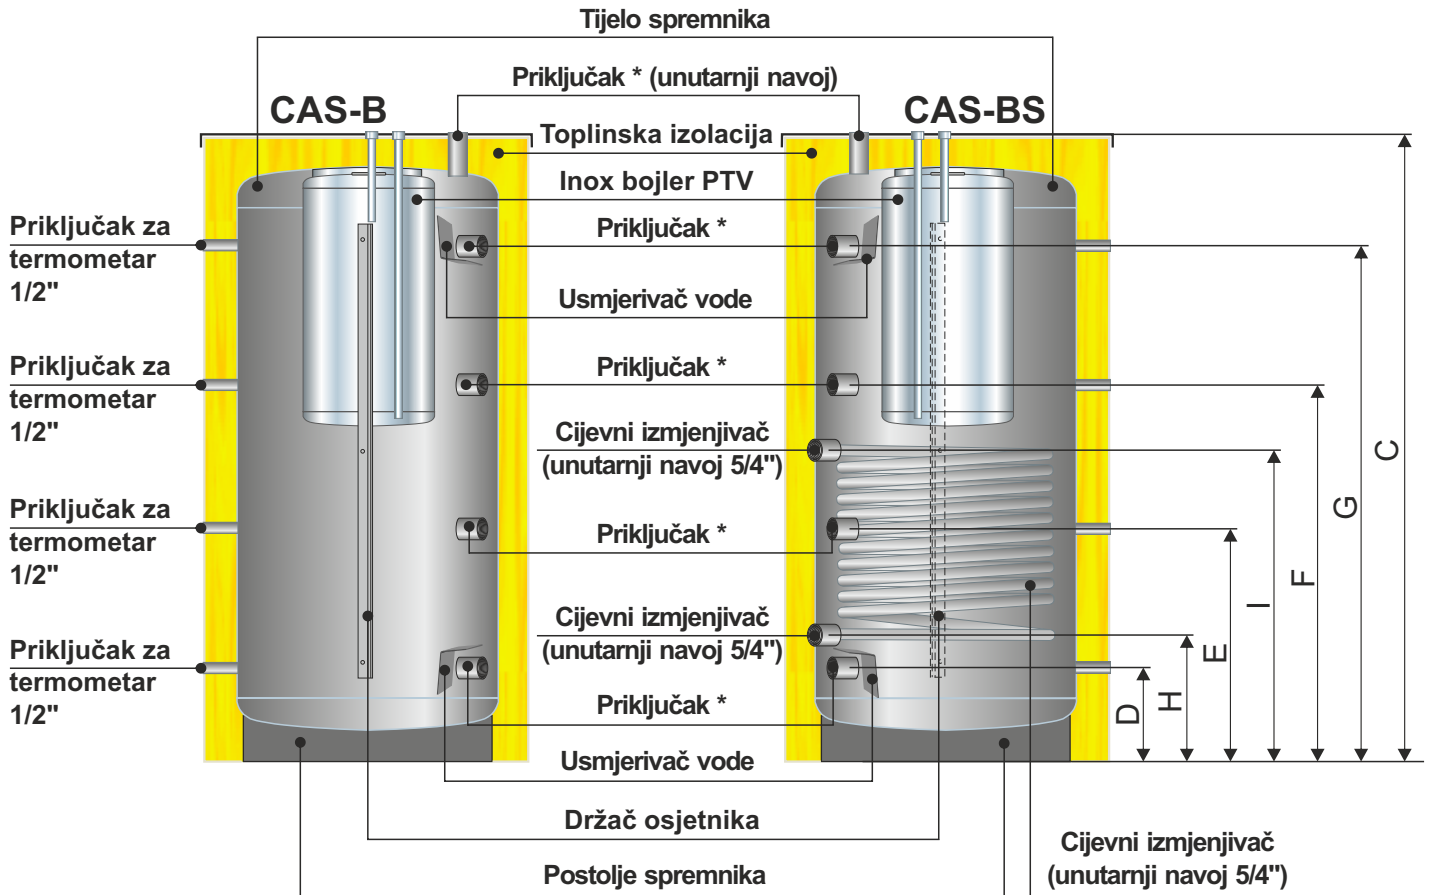 Tijelo spremnika
Priključak * (unutarnji navoj)
CAS-B
CAS-BS
Toplinska izolacija
Inox bojler PTV
Priključak za
termometar
1/2"
Priključak *
Usmjerivač vode
Priključak za
termometar
1/2"
Priključak *
Cijevni izmjenjivač
(unutarnji navoj 5/4")
Priključak za
termometar
1/2"
Priključak *
Cijevni izmjenjivač
(unutarnji navoj 5/4")
Priključak za
termometar
1/2"
Priključak *
Usmjerivač vode
Držač osjetnika
Postolje spremnika
Cijevni izmjenjivač
(unutarnji navoj 5/4")
D
H
E
I
F
G
C